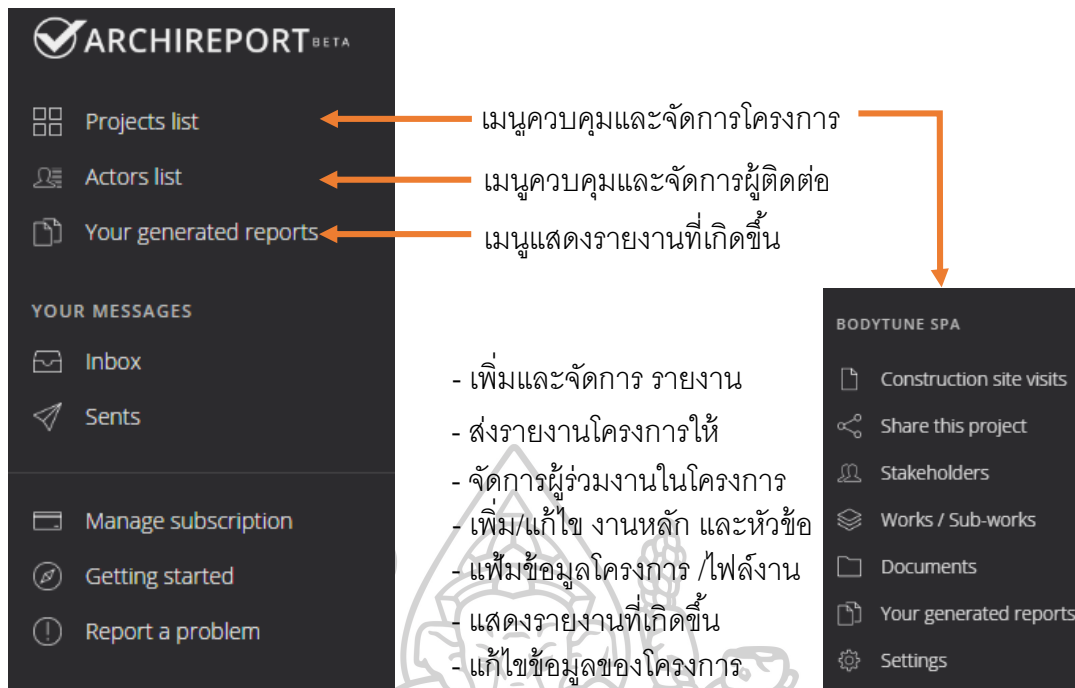 ARCHIREPORT BETA
Projects list
Actors list
Your generated reports
YOUR MESSAGES
Inbox
Sents
Manage subscription
Getting started
Report a problem
เมนูควบคุมและจัดการโครงการ
เมนูควบคุมและจัดการผู้ติดต่อ
เมนูแสดงรายงานที่เกิดขึ้น
- เพิ่มและจัดการ รายงาน
- ส่งรายงานโครงการให้
- จัดการผู้ร่วมงานในโครงการ
- เพิ่ม/แก้ไข งานหลัก และหัวข้อ
- แฟ้มข้อมูลโครงการ /ไฟล์งาน
- แสดงรายงานที่เกิดขึ้น
- แก้ไขข้อมูลของโครงการ
BODYTUNE SPA
Construction site visits
Share this project
Stakeholders
Works / Sub-works
Documents
Your generated reports
Settings